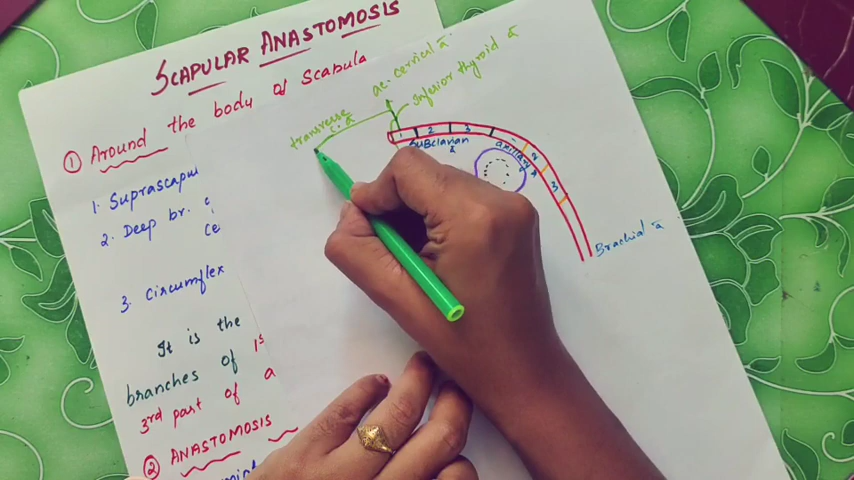 SCAPULAR ANASTOMOSIS
① Around the body of Scapula
1. Suprascapul
2. Deep br. c
ce
3. Circumflex
It is the
branches of 1s
3rd part of a
② ANASTOMOSIS
ac. cervical a
Inferior thyroid a
transverse
c. a
1 2 3
SUBclavian
a
axillary a
1 2 3
Brachial a